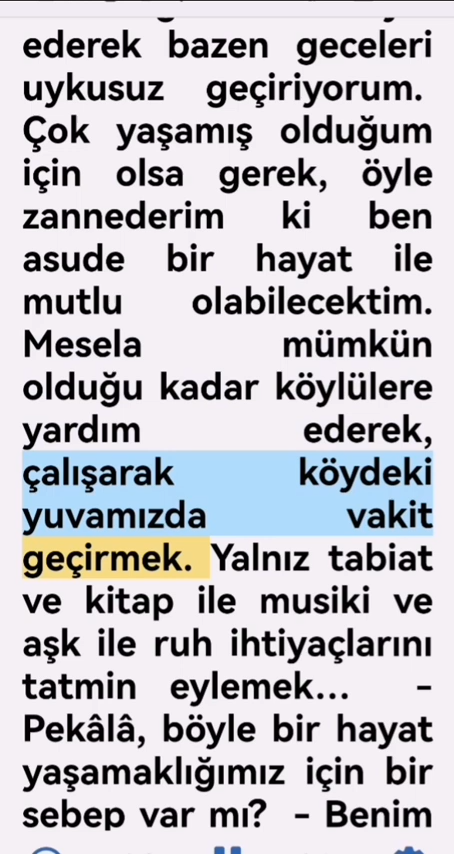 ederek bazen geceleri
uykusuz geçiriyorum.
Çok yaşamış olduğum
için olsa gerek, öyle
zannederim ki ben
asude bir hayat ile
mutlu olabilecektim.
Mesela mümkün
olduğu kadar köylülere
yardım ederek,
çalışarak köydeki
yuvamızda vakit
geçirmek. Yalnız tabiat
ve kitap ile musiki ve
aşk ile ruh ihtiyaçlarını
tatmin eylemek... -
Pekâlâ, böyle bir hayat
yaşamaklığımız için bir
sebep var mı? - Benim